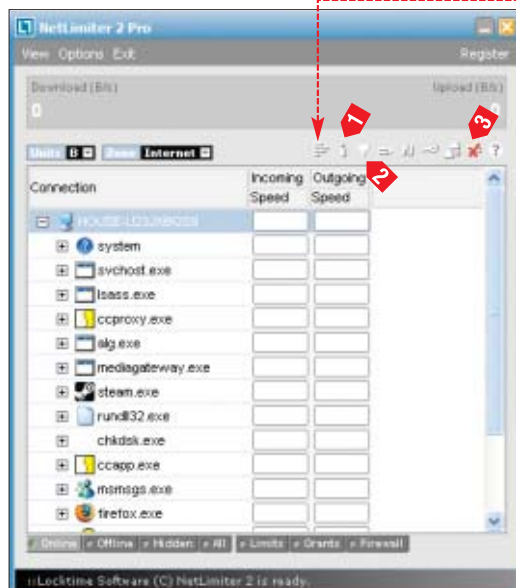 NetLimiter 2 Pro
View Options Exit Register
Download (B/s) Upload (B/s)
0 0
Units B Zone Internet
1
2
3
?
Connection Incoming Speed Outgoing Speed
system
svchost.exe
lsass.exe
ccproxy.exe
alg.exe
mediagateway.exe
steam.exe
rundll32.exe
chkdsk.exe
ccapp.exe
msmsgs.exe
firefox.exe
Online Offline Hidden All Limits Grants Firewall
::Locktime Software (C) NetLimiter 2 is ready.